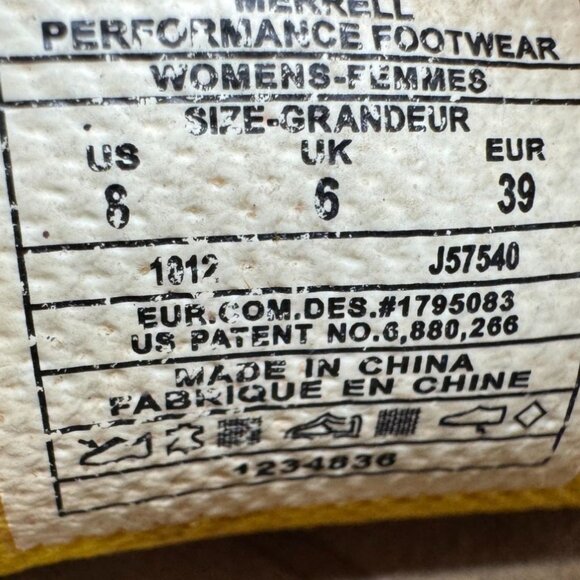 MERRELL
PERFORMANCE FOOTWEAR
WOMENS-FEMMES
SIZE-GRANDEUR
US UK EUR
8 6 39
1012 J57540
EUR.COM.DES.#1795083
US PATENT NO.6,880,266
MADE IN CHINA
FABRIQUE EN CHINE
1234836